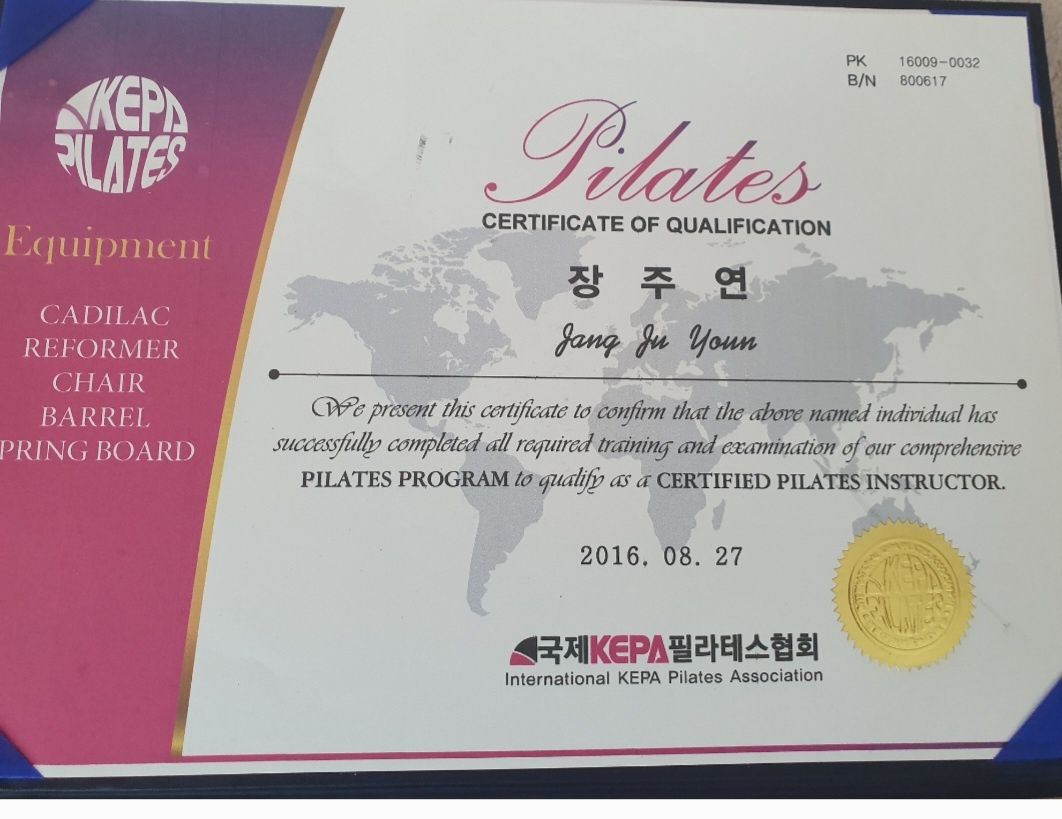 KEPA
PILATES
Equipment
CADILAC
REFORMER
CHAIR
BARREL
PRING BOARD
PK 16009-0032
B/N 800617
Pilates
CERTIFICATE OF QUALIFICATION
장 주 연
Jang Ju Youn
We present this certificate to confirm that the above named individual has
successfully completed all required training and examination of our comprehensive
PILATES PROGRAM to qualify as a CERTIFIED PILATES INSTRUCTOR.
2016. 08. 27
국제KEPA필라테스협회
International KEPA Pilates Association